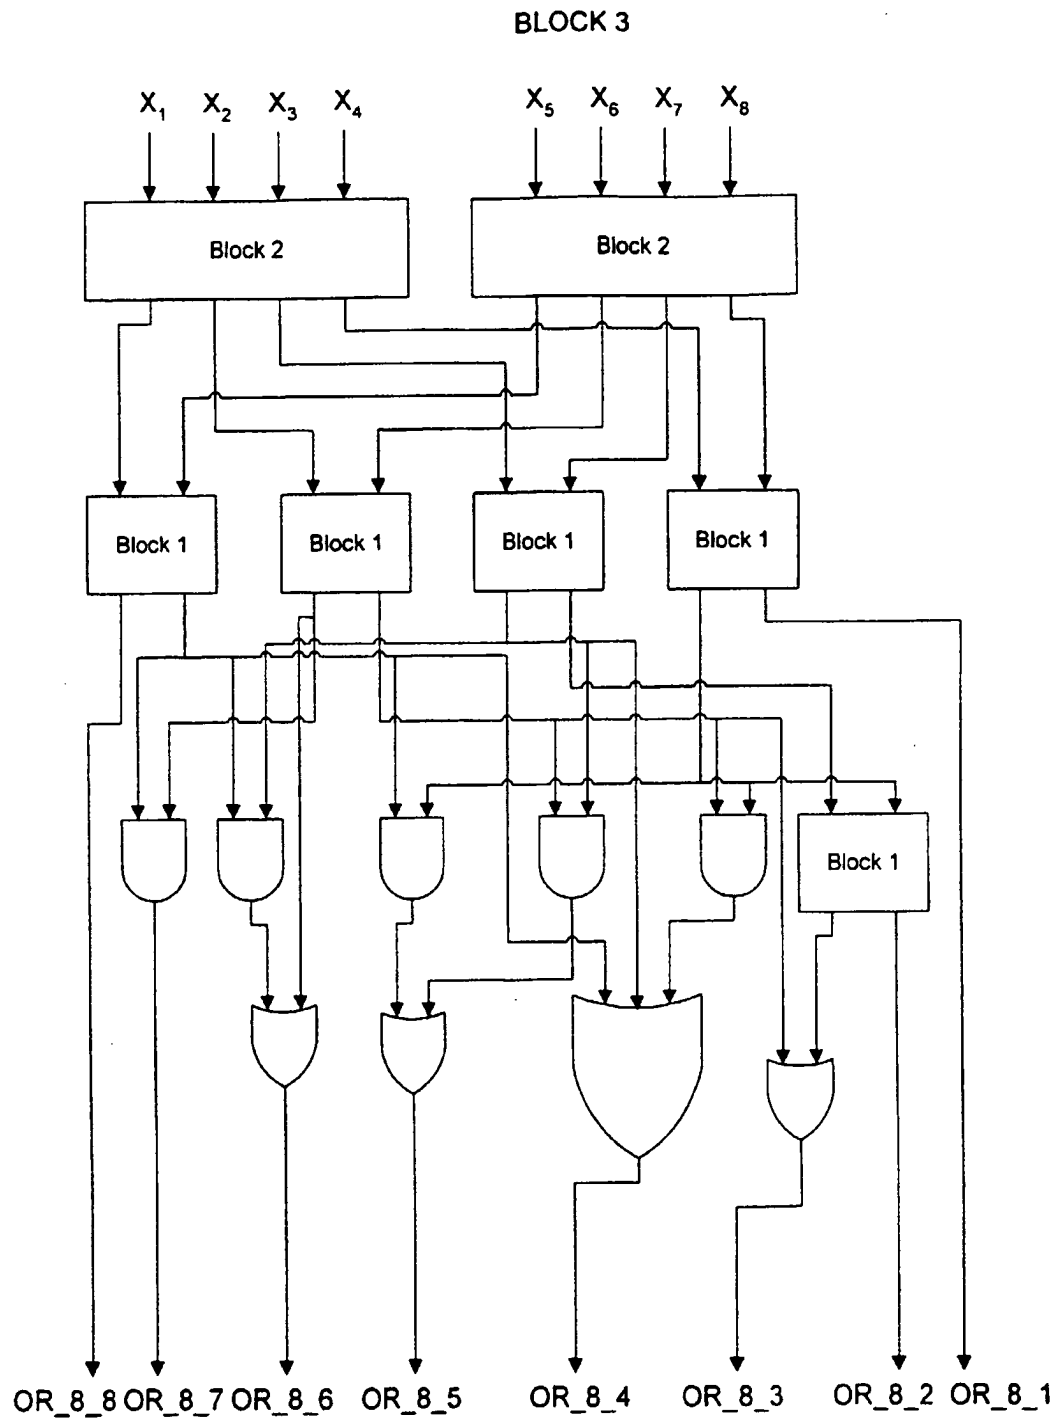 BLOCK 3
X₁ X₂ X₃ X₄ X₅ X₆ X₇ X₈
Block 2 Block 2
Block 1 Block 1 Block 1 Block 1
Block 1
OR_8_8 OR_8_7 OR_8_6 OR_8_5 OR_8_4 OR_8_3 OR_8_2 OR_8_1